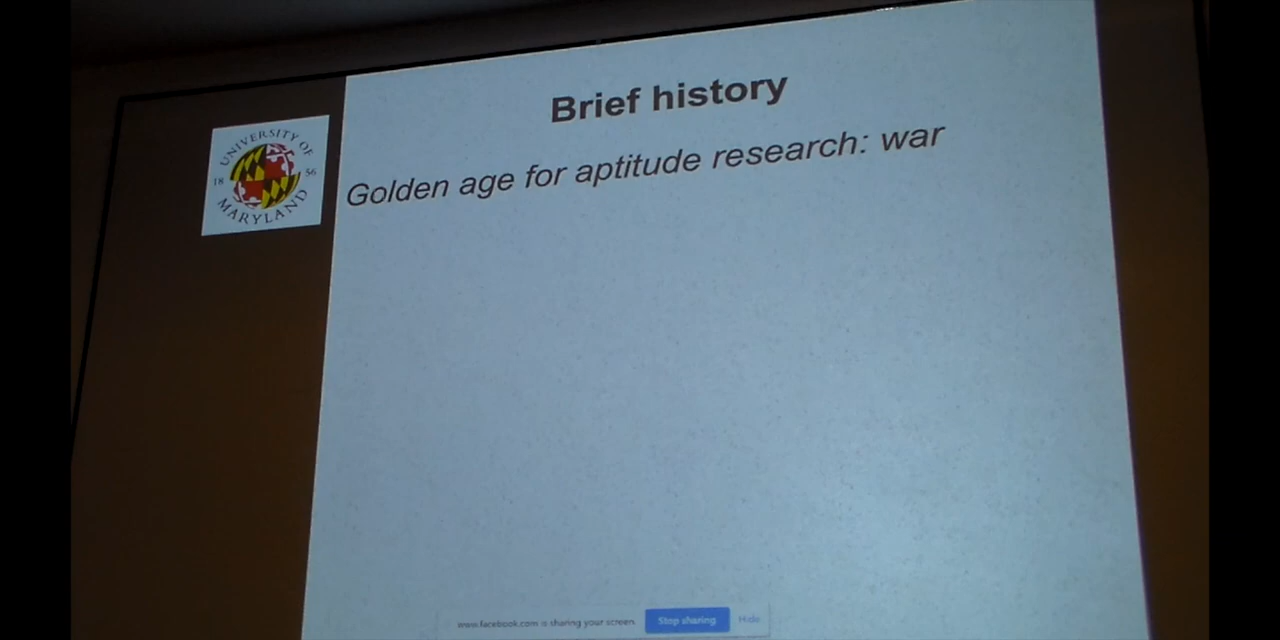 Brief history
UNIVERSITY OF
18 56
MARYLAND
Golden age for aptitude research: war
www.facebook.com is sharing your screen. Stop sharing Hide